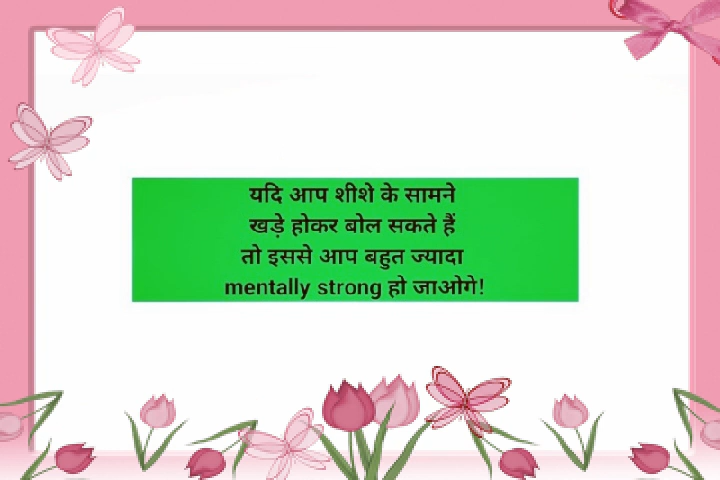 यदि आप शीशे के सामने
खड़े होकर बोल सकते हैं
तो इससे आप बहुत ज्यादा
mentally strong हो जाओगे!